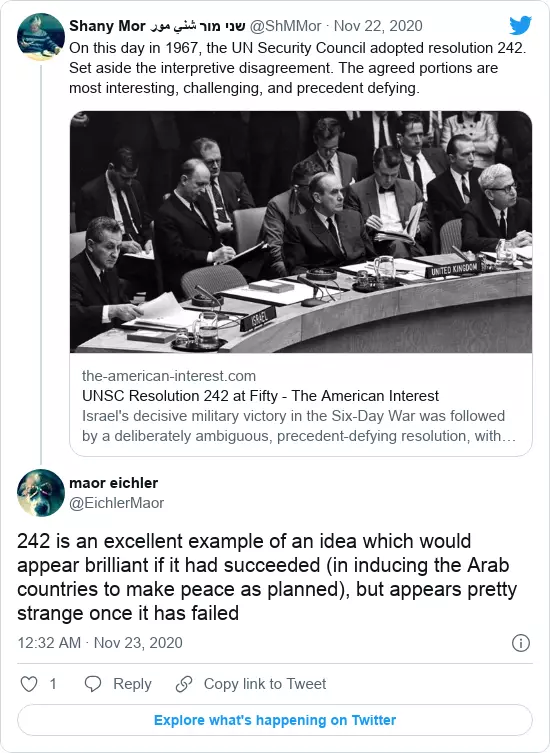 Shany Mor שני מור شني مور @ShMMor · Nov 22, 2020
On this day in 1967, the UN Security Council adopted resolution 242.
Set aside the interpretive disagreement. The agreed portions are
most interesting, challenging, and precedent defying.
ISRAEL
UNITED KINGDOM
the-american-interest.com
UNSC Resolution 242 at Fifty - The American Interest
Israel's decisive military victory in the Six-Day War was followed
by a deliberately ambiguous, precedent-defying resolution, with…
maor eichler
@EichlerMaor
242 is an excellent example of an idea which would
appear brilliant if it had succeeded (in inducing the Arab
countries to make peace as planned), but appears pretty
strange once it has failed
12:32 AM · Nov 23, 2020
1 Reply Copy link to Tweet
Explore what's happening on Twitter